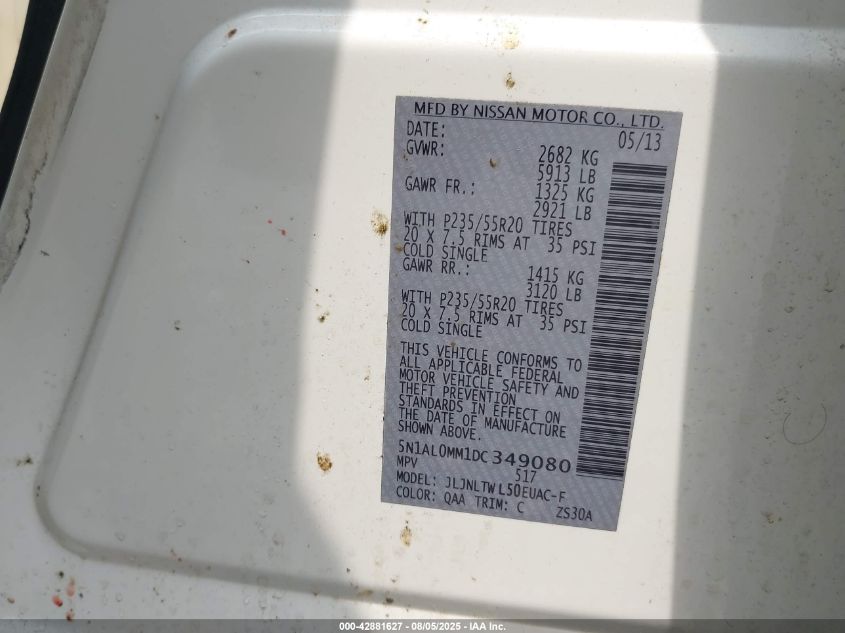 MFD BY NISSAN MOTOR CO., LTD.
DATE: 05/13
GVWR: 2682 KG
5913 LB
GAWR FR.: 1325 KG
2921 LB
WITH P235/55R20 TIRES
20 X 7.5 RIMS AT 35 PSI
COLD SINGLE
GAWR RR.: 1415 KG
3120 LB
WITH P235/55R20 TIRES
20 X 7.5 RIMS AT 35 PSI
COLD SINGLE
THIS VEHICLE CONFORMS TO
ALL APPLICABLE FEDERAL
MOTOR VEHICLE SAFETY AND
THEFT PREVENTION
STANDARDS IN EFFECT ON
THE DATE OF MANUFACTURE
SHOWN ABOVE.
5N1AL0MM1DC349080
MPV 517
MODEL: JLJNLTWL50EUAC-F
COLOR: QAA TRIM: C ZS30A
000-42881627 - 08/05/2025 - IAA Inc.